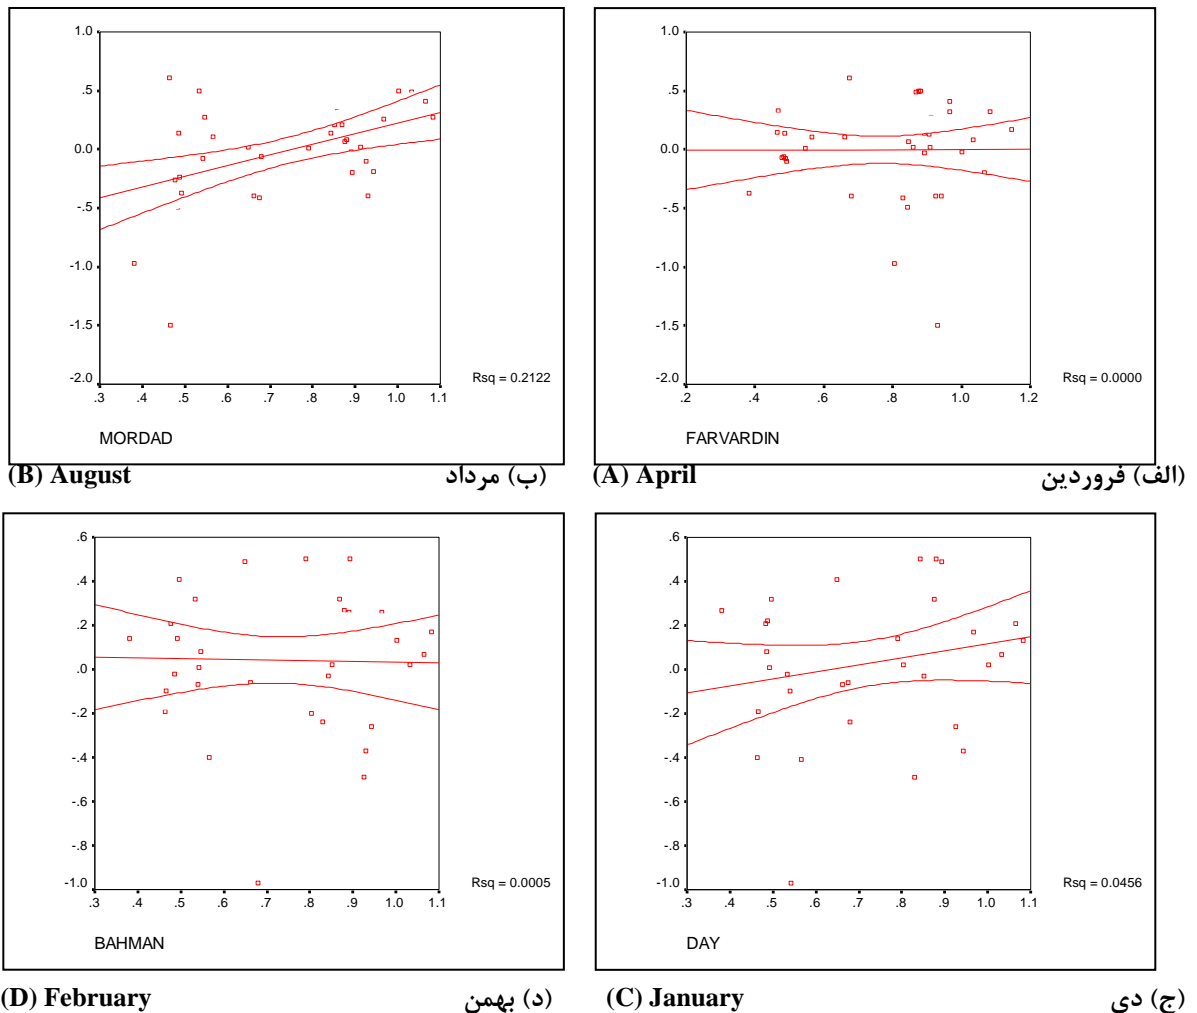 1.0
.5
0.0
-.5
-1.0
-1.5
-2.0
.3 .4 .5 .6 .7 .8 .9 1.0 1.1
Rsq = 0.2122
MORDAD
(B) August (ب) مرداد
1.0
.5
0.0
-.5
-1.0
-1.5
-2.0
.2 .4 .6 .8 1.0 1.2
Rsq = 0.0000
FARVARDIN
(A) April (الف) فروردین
.6
.4
.2
.0
-.2
-.4
-.6
-.8
-1.0
.3 .4 .5 .6 .7 .8 .9 1.0 1.1
Rsq = 0.0005
BAHMAN
(D) February (د) بهمن
.6
.4
.2
.0
-.2
-.4
-.6
-.8
-1.0
.3 .4 .5 .6 .7 .8 .9 1.0 1.1
Rsq = 0.0456
DAY
(C) January (ج) دی